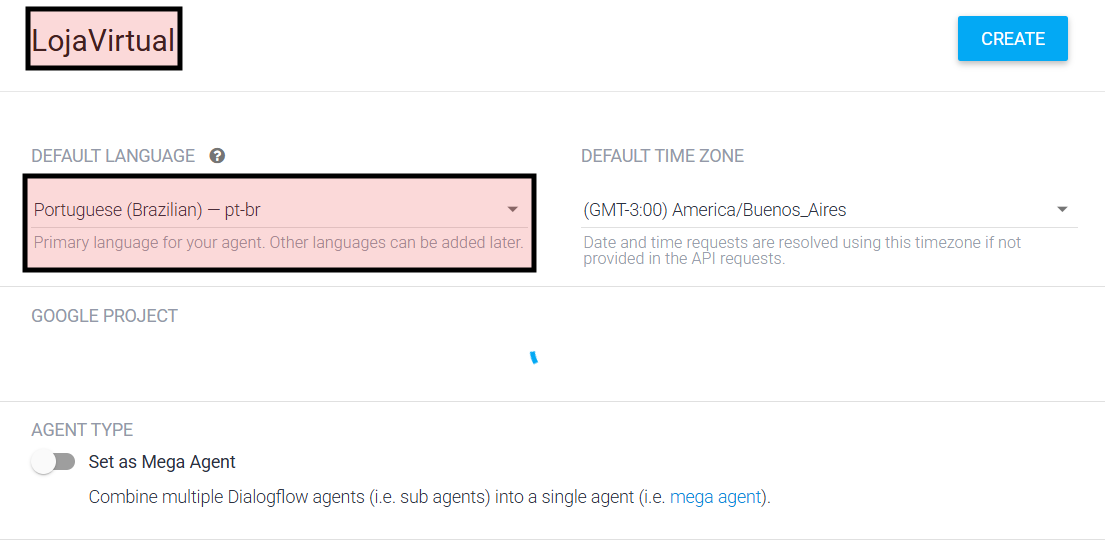 LojaVirtual
CREATE
DEFAULT LANGUAGE ?
DEFAULT TIME ZONE
Portuguese (Brazilian) — pt-br
(GMT-3:00) America/Buenos_Aires
Primary language for your agent. Other languages can be added later.
Date and time requests are resolved using this timezone if not
provided in the API requests.
GOOGLE PROJECT
AGENT TYPE
Set as Mega Agent
Combine multiple Dialogflow agents (i.e. sub agents) into a single agent (i.e. mega agent).